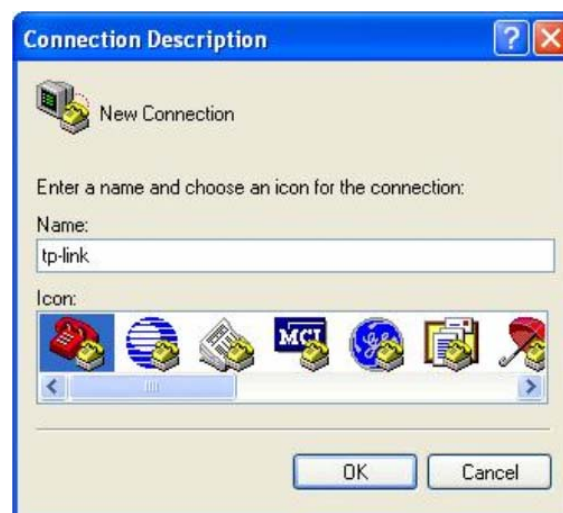 Connection Description
New Connection
Enter a name and choose an icon for the connection:
Name:
tp-link
Icon:
MCI
OK
Cancel